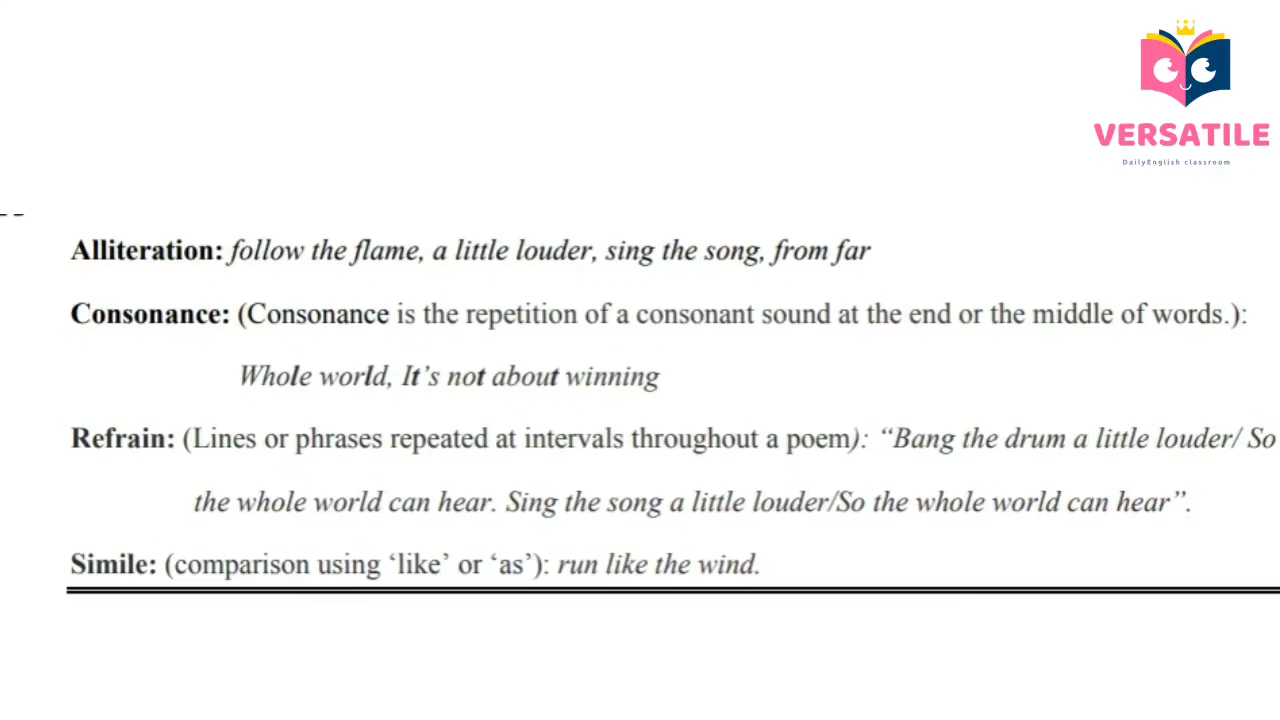 VERSATILE
DailyEnglish classroom
Alliteration: follow the flame, a little louder, sing the song, from far
Consonance: (Consonance is the repetition of a consonant sound at the end or the middle of words.):
Whole world, It’s not about winning
Refrain: (Lines or phrases repeated at intervals throughout a poem): “Bang the drum a little louder/ So
the whole world can hear. Sing the song a little louder/So the whole world can hear”.
Simile: (comparison using ‘like’ or ‘as’): run like the wind.